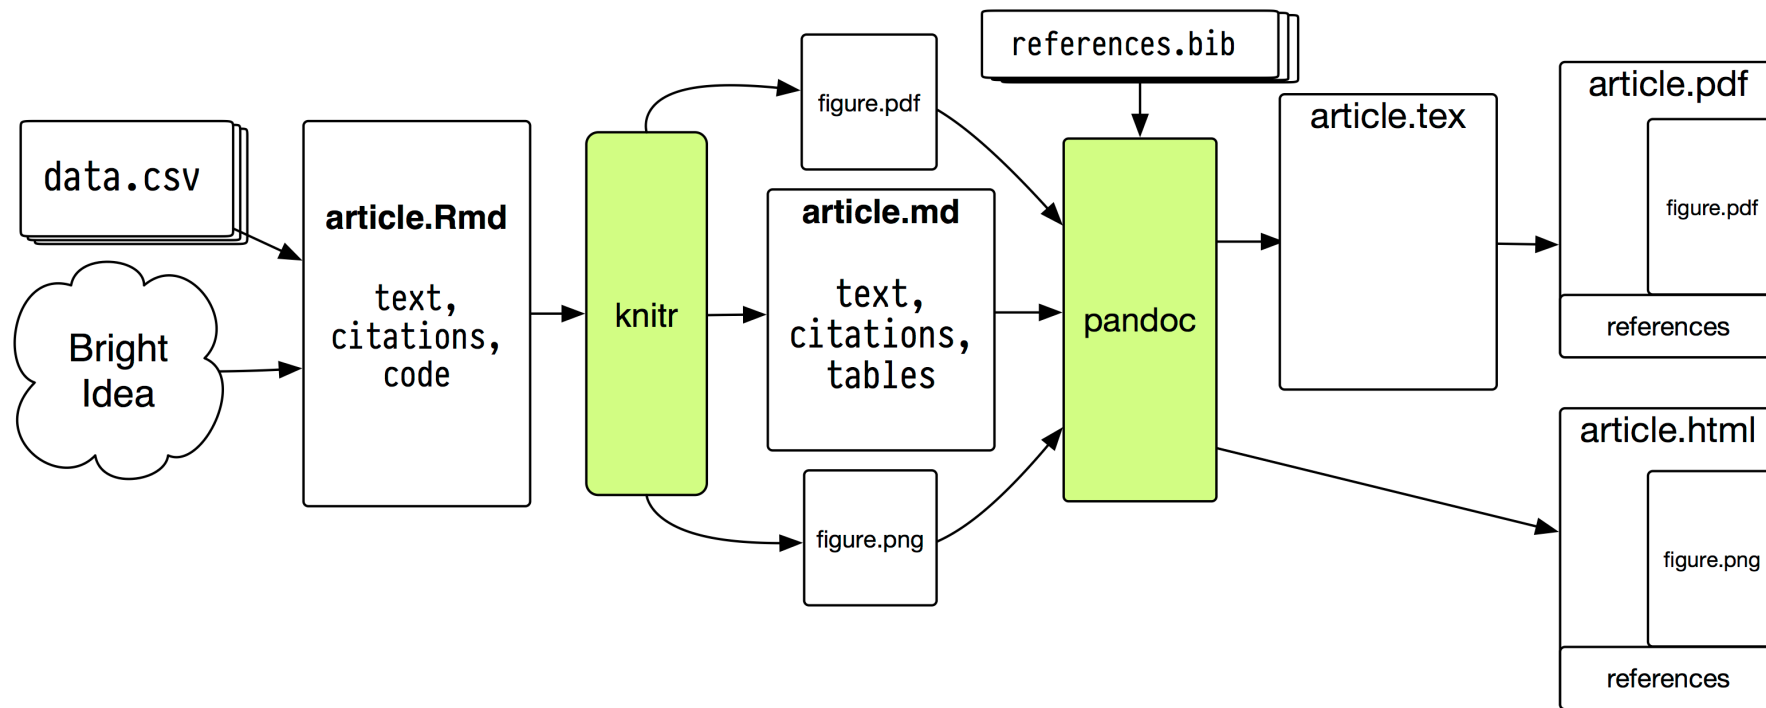 data.csv
Bright
Idea
article.Rmd
text,
citations,
code
knitr
figure.pdf
article.md
text,
citations,
tables
figure.png
references.bib
pandoc
article.tex
article.pdf
figure.pdf
references
article.html
figure.png
references